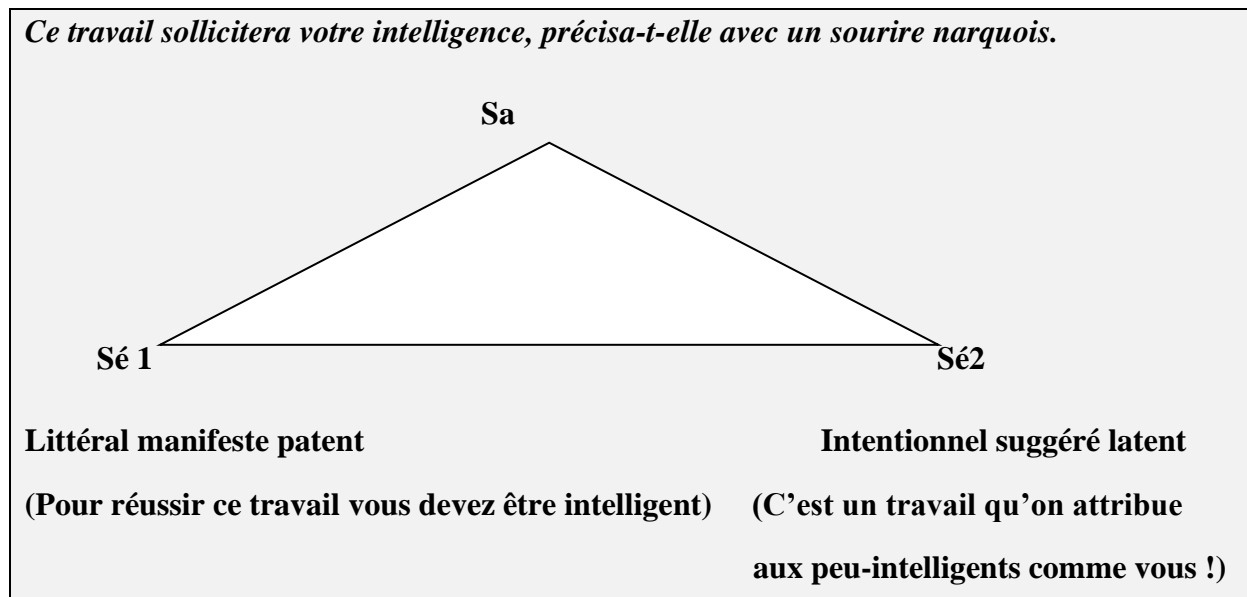 Ce travail sollicitera votre intelligence, précisa-t-elle avec un sourire narquois.
Sa
Sé 1 Sé2
Littéral manifeste patent Intentionnel suggéré latent
(Pour réussir ce travail vous devez être intelligent) (C’est un travail qu’on attribue
aux peu-intelligents comme vous !)